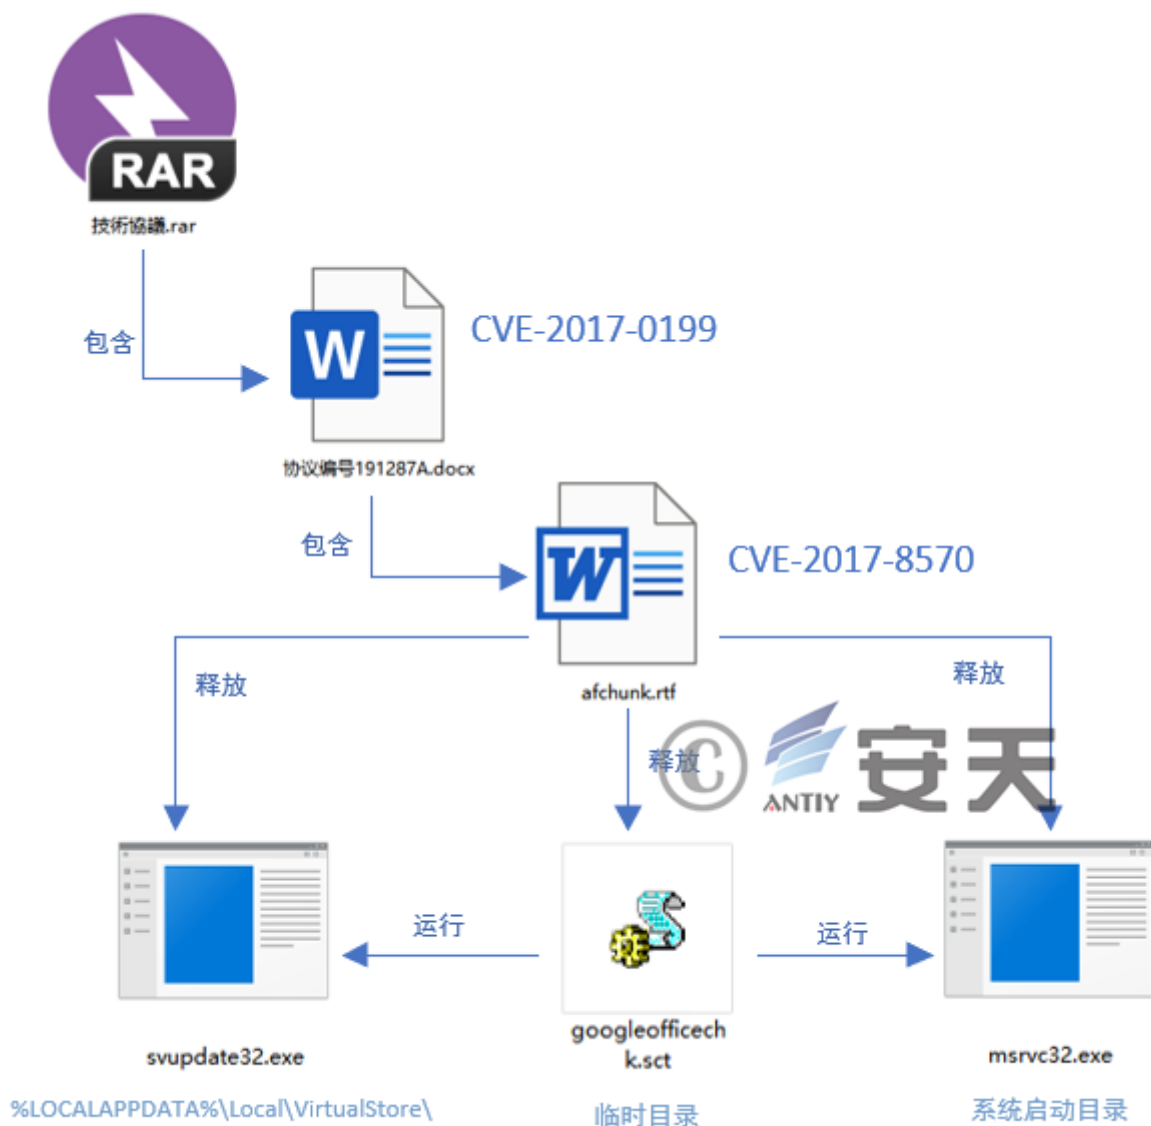 RAR
技術協議.rar
包含
W
CVE-2017-0199
协议编号191287A.docx
包含
W
CVE-2017-8570
释放
afchunk.rtf
释放
释放
© ANTIY 安天
运行
运行
svupdate32.exe
googleofficech
k.sct
msrvc32.exe
%LOCALAPPDATA%\Local\VirtualStore\
临时目录
系统启动目录